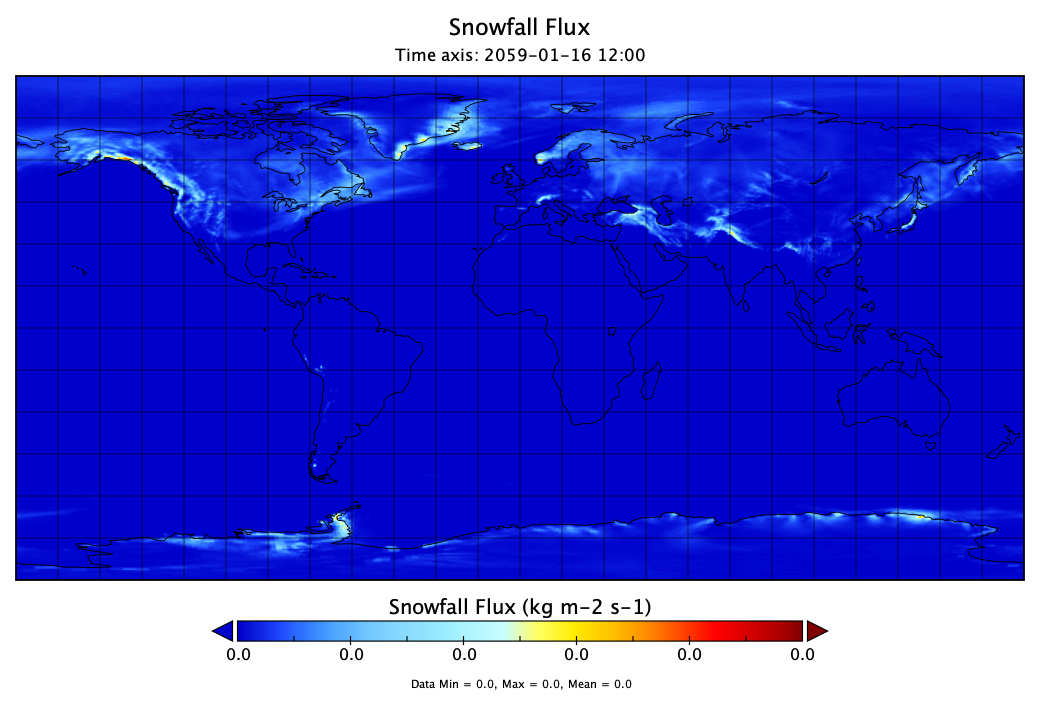 Snowfall Flux
Time axis: 2059-01-16 12:00
Snowfall Flux (kg m-2 s-1)
0.0 0.0 0.0 0.0 0.0 0.0
Data Min = 0.0, Max = 0.0, Mean = 0.0